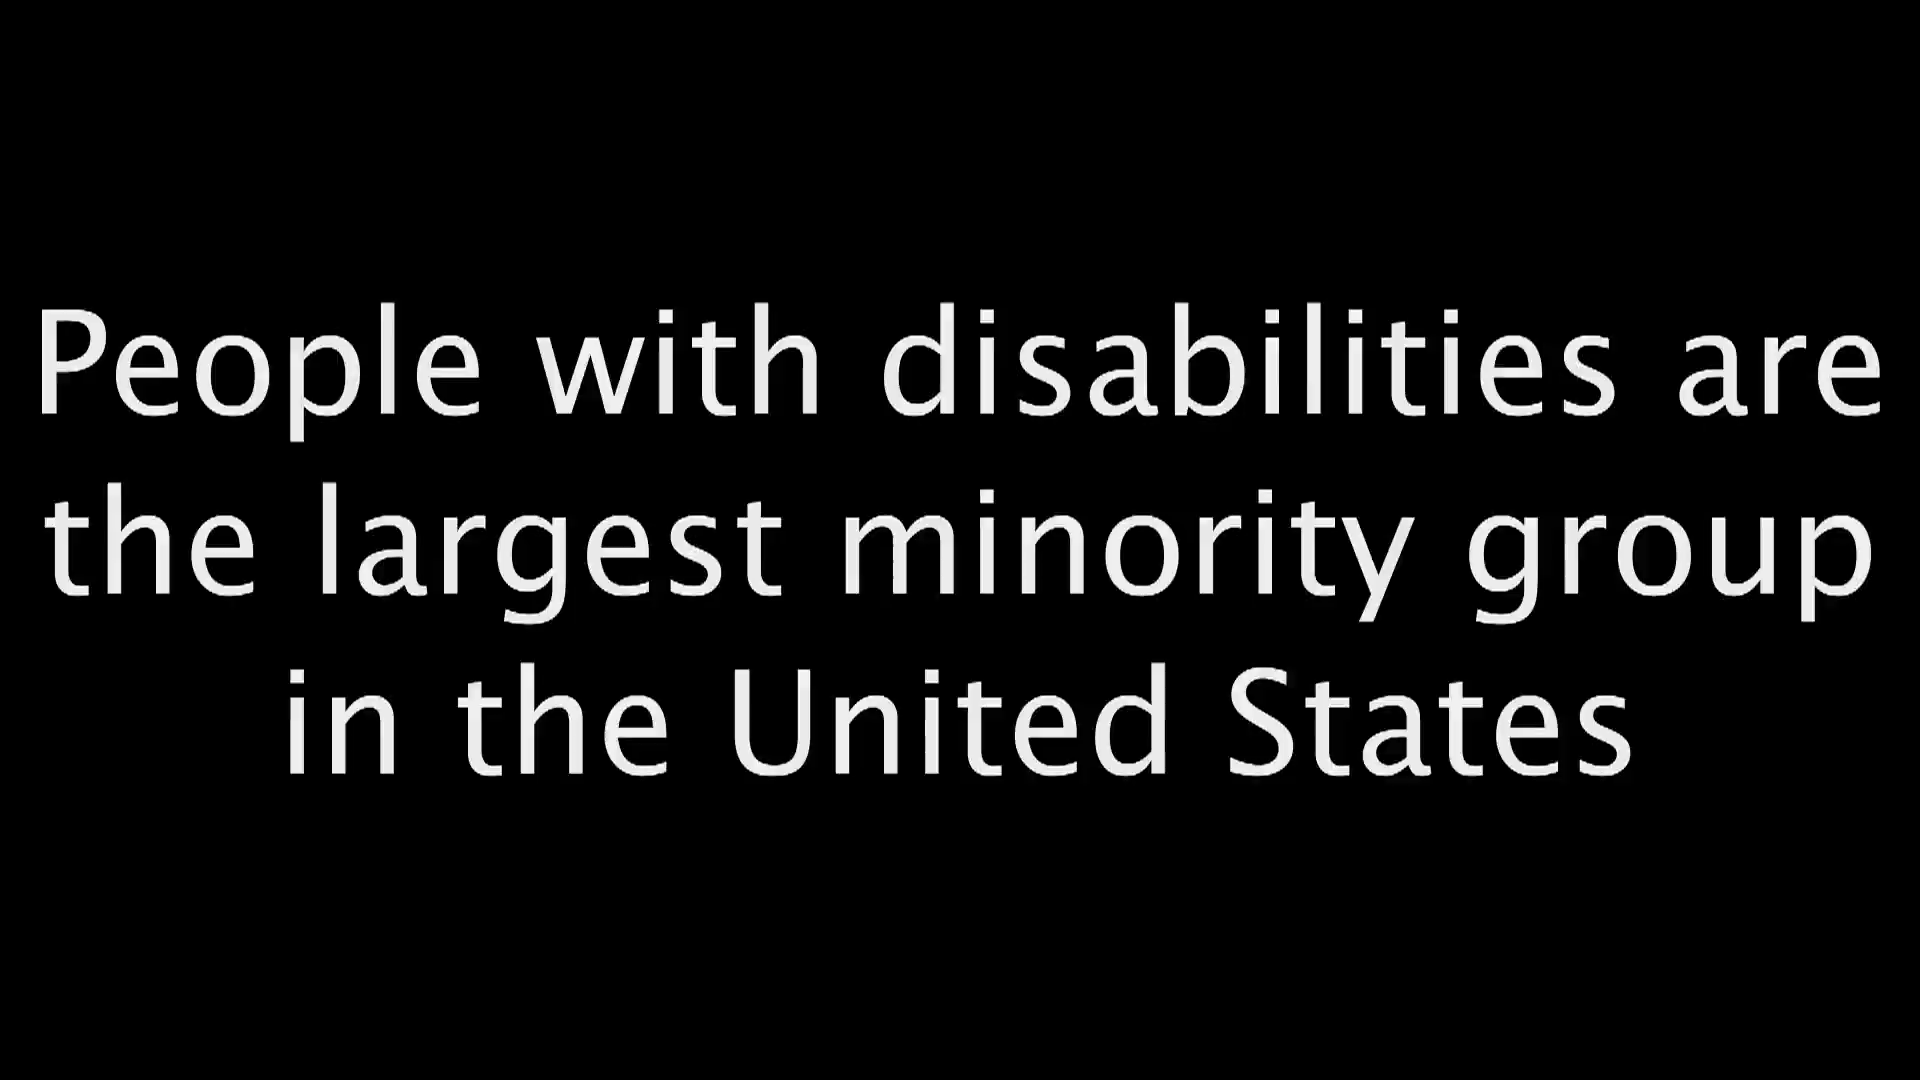 People with disabilities are
the largest minority group
in the United States